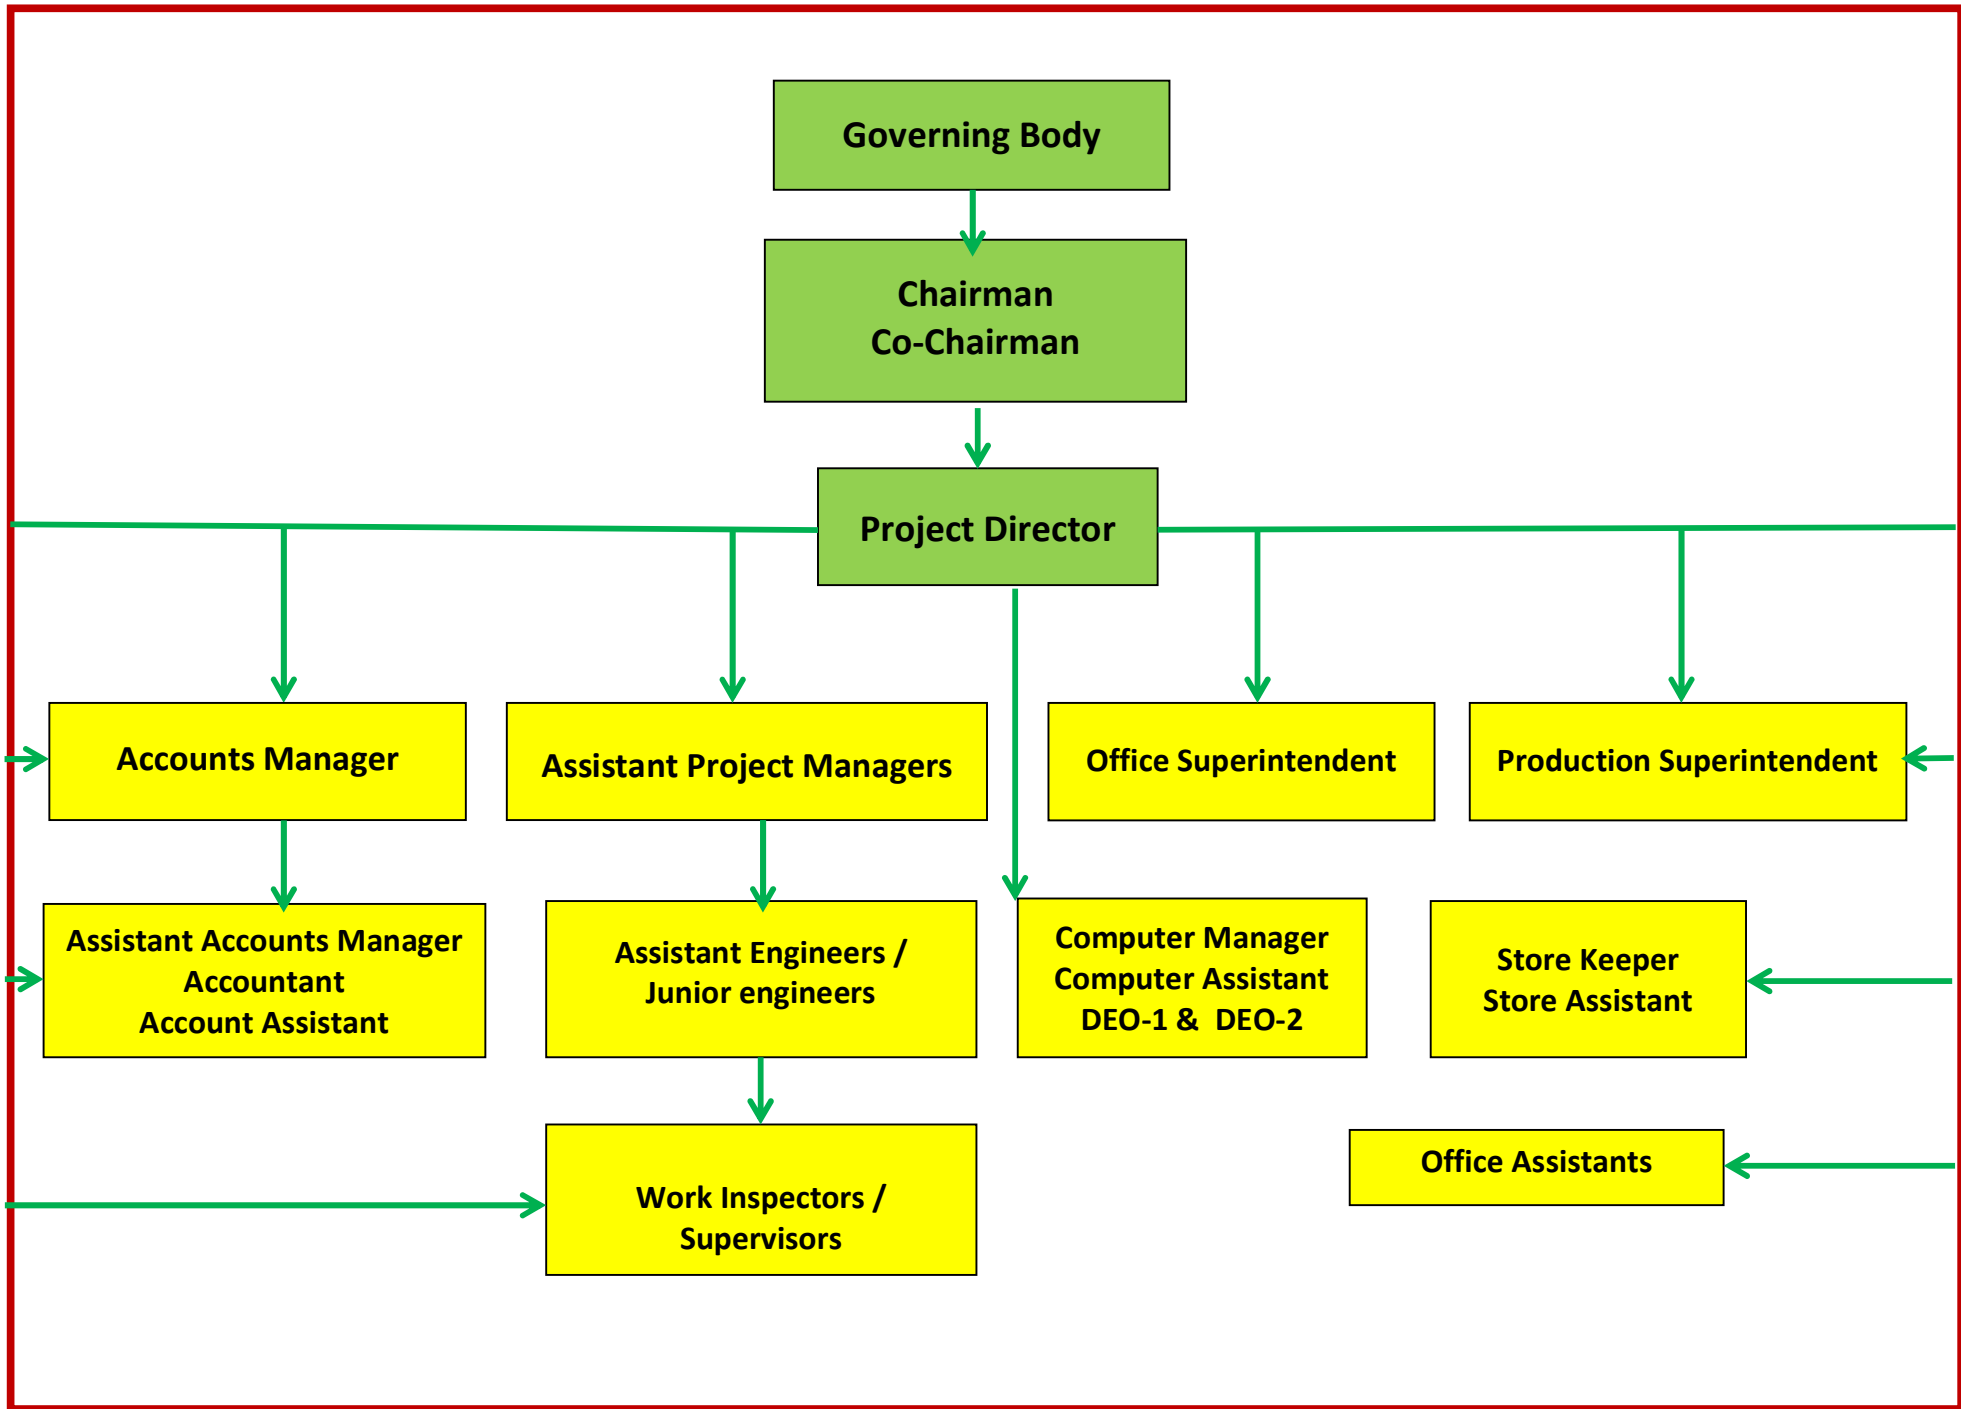 Governing Body
Chairman
Co-Chairman
Project Director
Accounts Manager
Assistant Project Managers
Office Superintendent
Production Superintendent
Assistant Accounts Manager
Accountant
Account Assistant
Assistant Engineers /
Junior engineers
Computer Manager
Computer Assistant
DEO-1 &  DEO-2
Store Keeper
Store Assistant
Work Inspectors /
Supervisors
Office Assistants